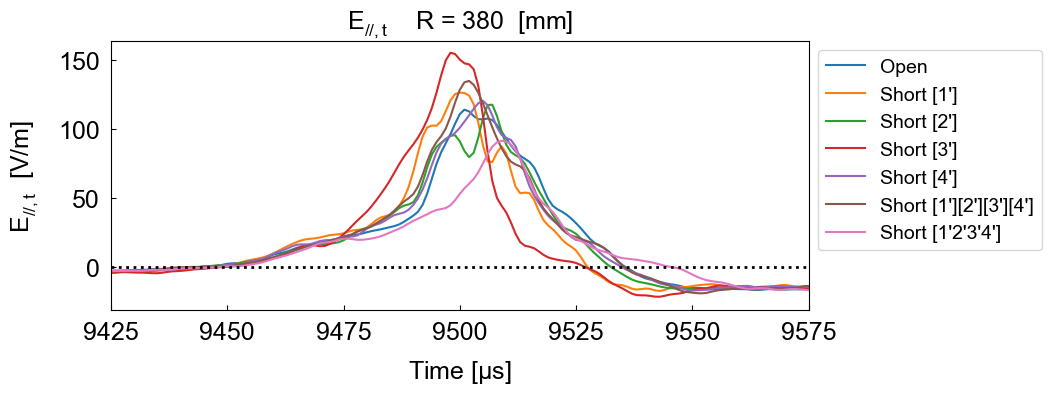 E//, t    R = 380 [mm]
E//, t [V/m]
150
100
50
0
9425 9450 9475 9500 9525 9550 9575
Time [μs]
Open
Short [1']
Short [2']
Short [3']
Short [4']
Short [1'][2'][3'][4']
Short [1'2'3'4']